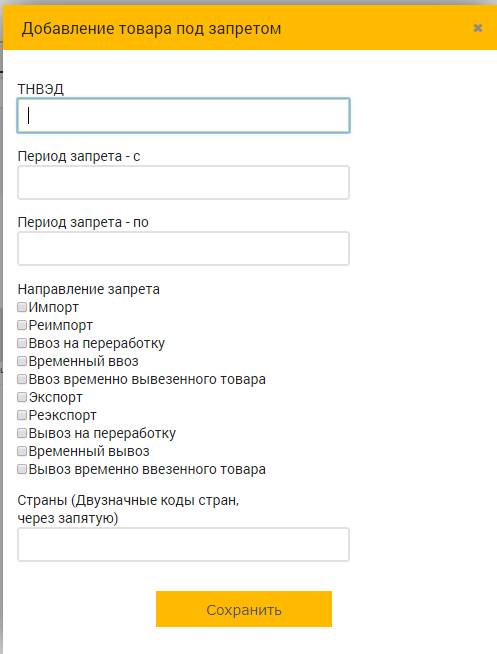 Добавление товара под запретом
ТНВЭД
Период запрета - с
Период запрета - по
Направление запрета
Импорт
Реимпорт
Ввоз на переработку
Временный ввоз
Ввоз временно вывезенного товара
Экспорт
Реэкспорт
Вывоз на переработку
Временный вывоз
Вывоз временно ввезенного товара
Страны (Двузначные коды стран,
через запятую)
Сохранить